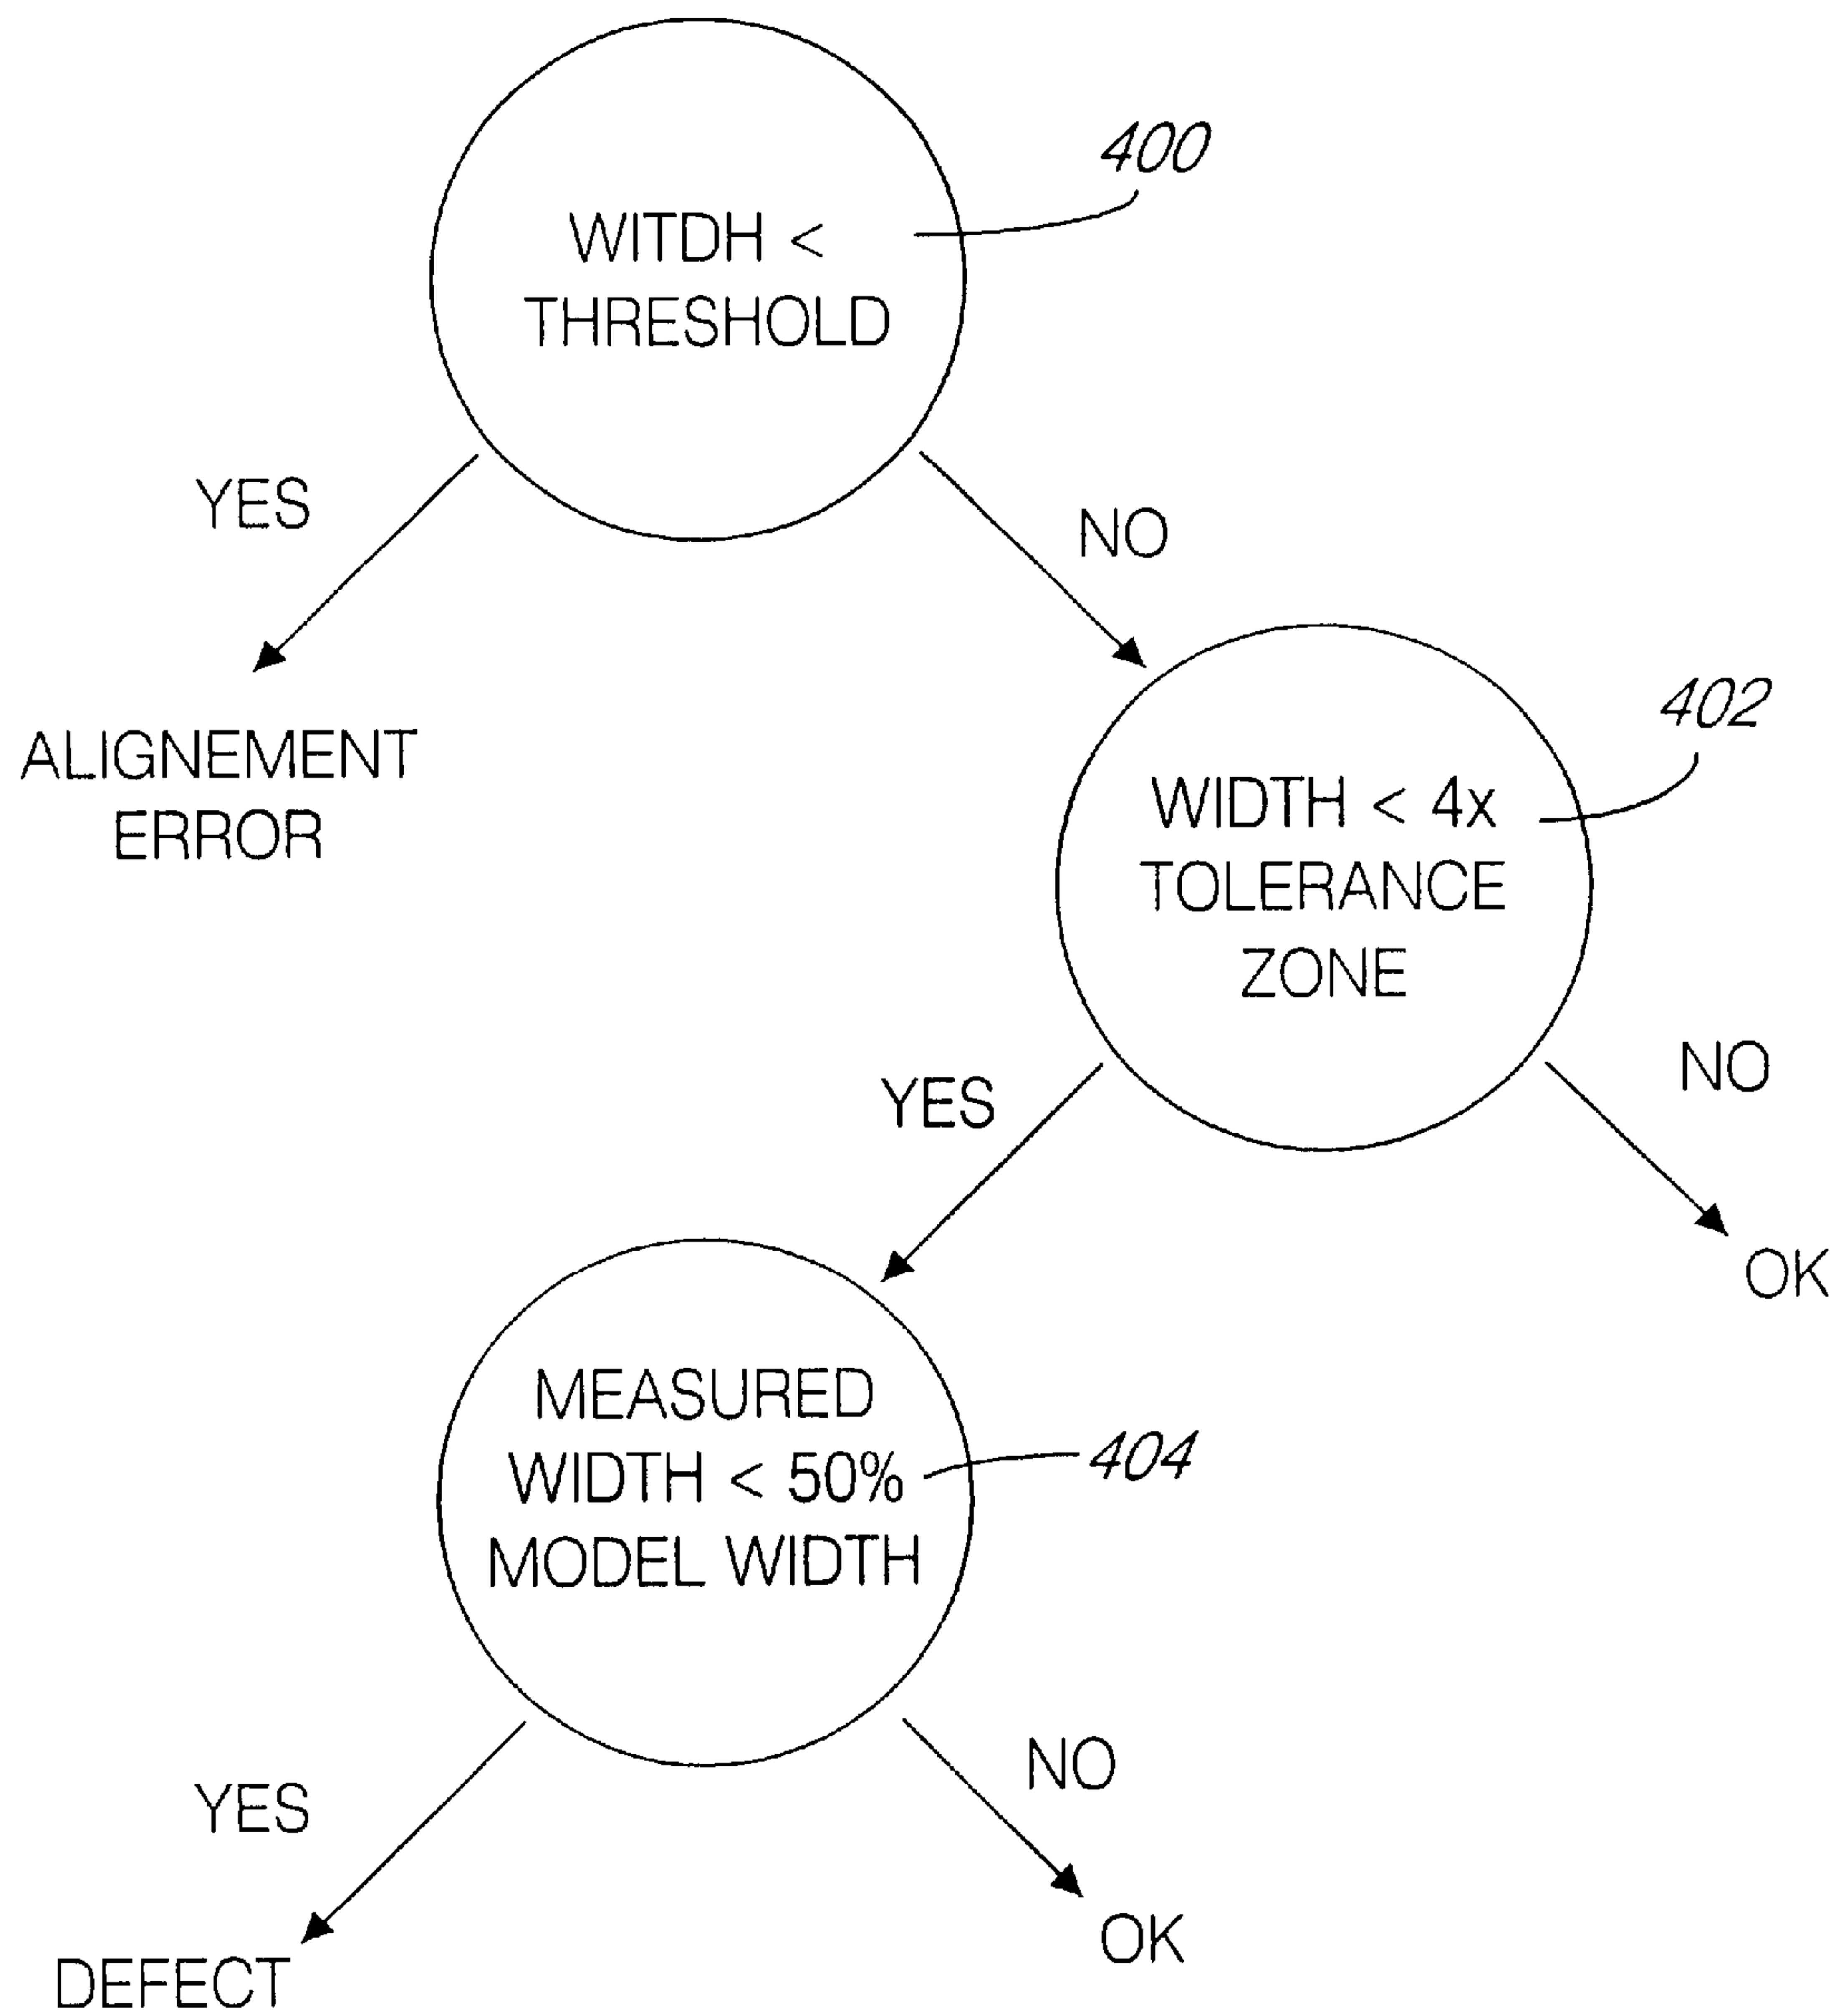 400
WITDH <
THRESHOLD
YES
NO
ALIGNEMENT
ERROR
402
WIDTH < 4x
TOLERANCE
ZONE
YES
NO
OK
MEASURED
WIDTH < 50%
MODEL WIDTH
404
YES
NO
OK
DEFECT